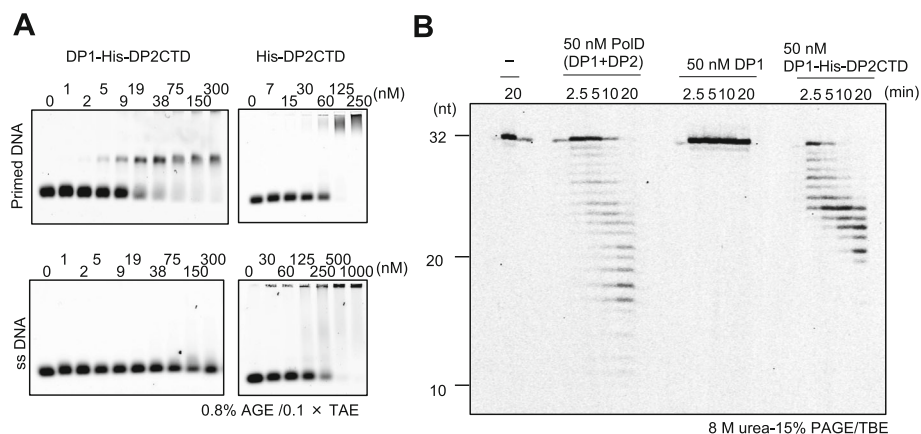 A
DP1-His-DP2CTD
His-DP2CTD
1 5 19 75 300
0 2 9 38 150
7 30 125 (nM)
0 15 60 250
Primed DNA
1 5 19 75 300
0 2 9 38 150
30 125 500 (nM)
0 60 250 1000
ss DNA
0.8% AGE /0.1 × TAE
B
–
50 nM PolD
(DP1+DP2)
50 nM DP1
50 nM
DP1-His-DP2CTD
20 2.5 5 10 20 2.5 5 10 20 2.5 5 10 20 (min)
(nt)
32
20
10
8 M urea-15% PAGE/TBE